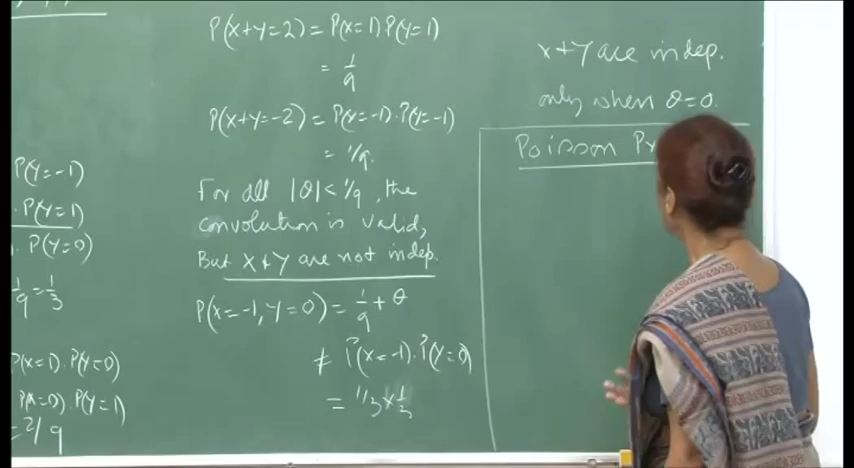 P(Y=-1)
. P(Y=1)
. P(Y=0)
1/9 = 1/3
P(X=1) . P(Y=0)
P(X=0) . P(Y=1)
= 2/9
P(X+Y=2) = P(X=1) P(Y=1)
= 1/9
P(X+Y=-2) = P(Y=-1) . P(Y=-1)
= 1/9.
For all |θ| < 1/9, the
convolution is valid,
But X + Y are not indep.
P(X=-1, Y=0) = 1/9 + θ
≠ P(X=-1) . P(Y=0)
= 1/3 × 1/3
X + Y are indep.
only when θ=0.
Poisson Pr